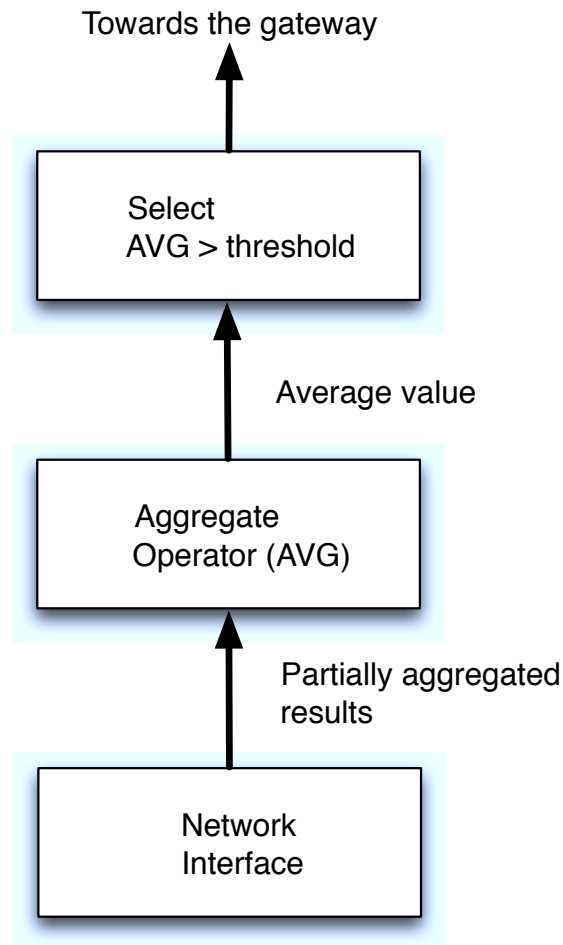 Towards the gateway
Select
AVG > threshold
Average value
Aggregate
Operator (AVG)
Partially aggregated
results
Network
Interface